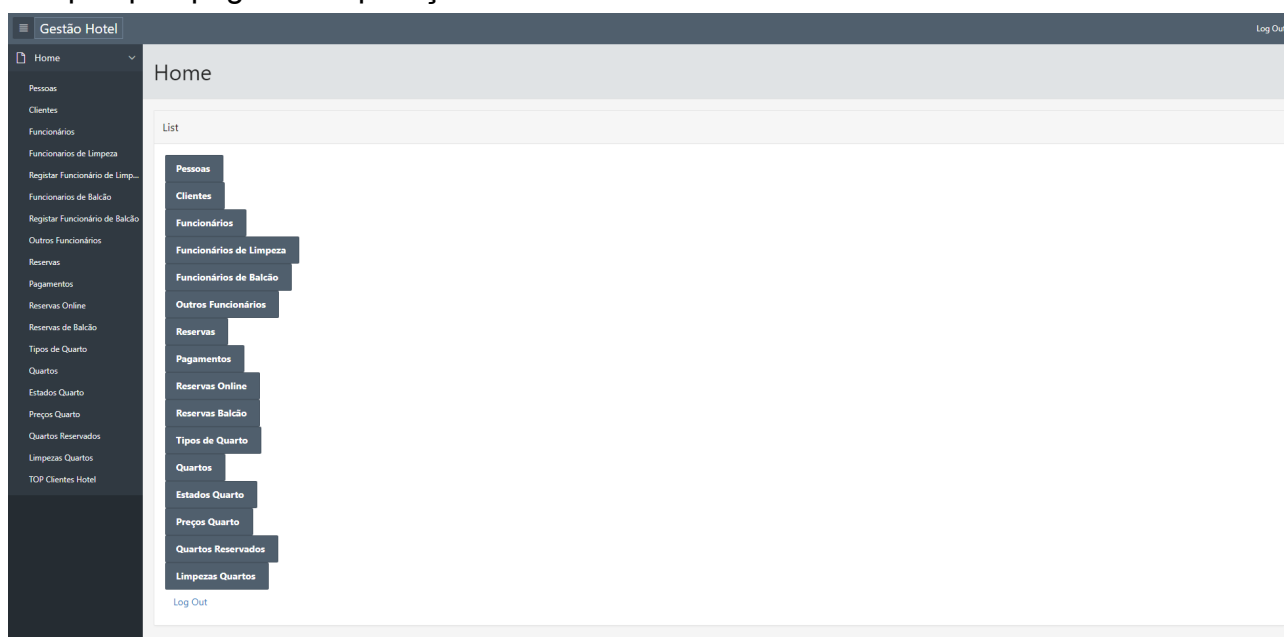 Gestão Hotel
Log Out
Home
Pessoas
Clientes
Funcionários
Funcionarios de Limpeza
Registar Funcionário de Limp...
Funcionarios de Balcão
Registar Funcionário de Balcão
Outros Funcionários
Reservas
Pagamentos
Reservas Online
Reservas de Balcão
Tipos de Quarto
Quartos
Estados Quarto
Preços Quarto
Quartos Reservados
Limpezas Quartos
TOP Clientes Hotel
Home
List
Pessoas
Clientes
Funcionários
Funcionários de Limpeza
Funcionários de Balcão
Outros Funcionários
Reservas
Pagamentos
Reservas Online
Reservas Balcão
Tipos de Quarto
Quartos
Estados Quarto
Preços Quarto
Quartos Reservados
Limpezas Quartos
Log Out